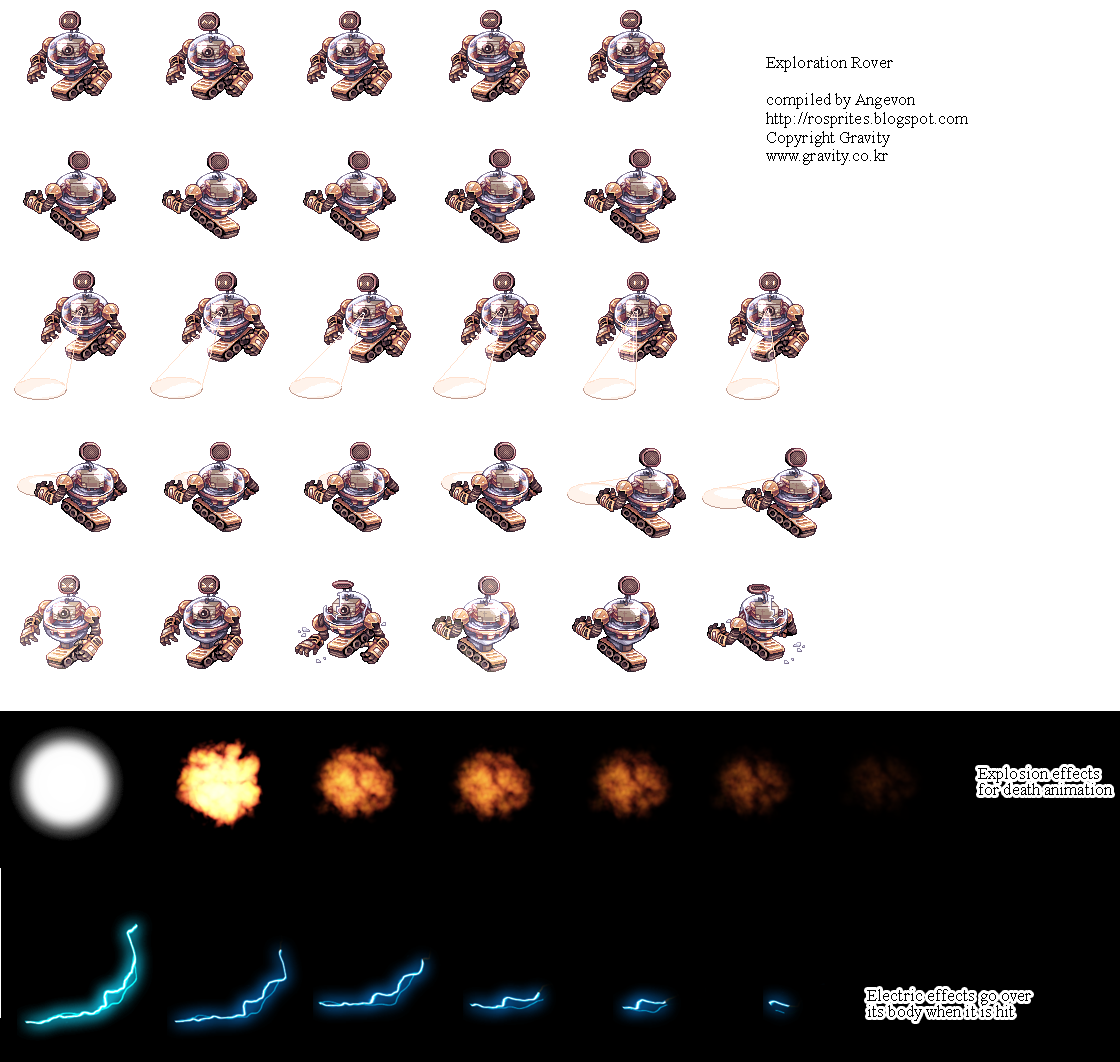 Exploration Rover
compiled by Angevon
http://rosprites.blogspot.com
Copyright Gravity
www.gravity.co.kr
Explosion effects
for death animation
Electric effects go over
its body when it is hit